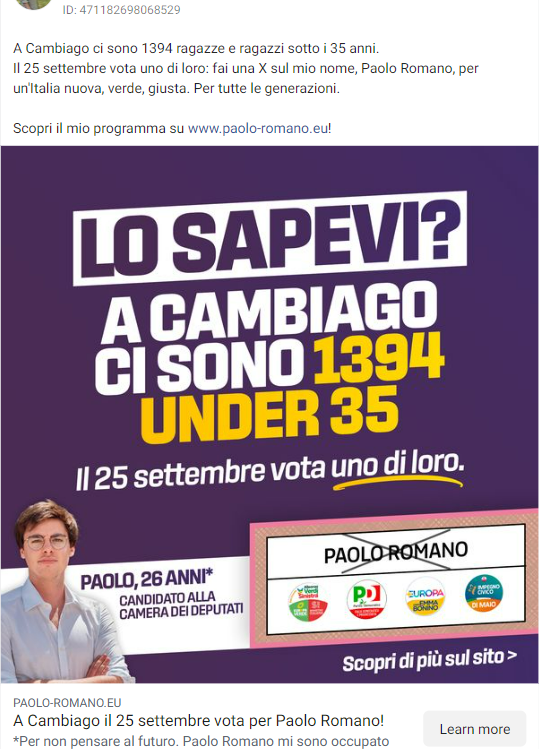 ID: 471182698068529
A Cambiago ci sono 1394 ragazze e ragazzi sotto i 35 anni.
Il 25 settembre vota uno di loro: fai una X sul mio nome, Paolo Romano, per
un'Italia nuova, verde, giusta. Per tutte le generazioni.
Scopri il mio programma su www.paolo-romano.eu!
LO SAPEVI?
A CAMBIAGO
CI SONO 1394
UNDER 35
Il 25 settembre vota uno di loro.
PAOLO, 26 ANNI*
CANDIDATO ALLA
CAMERA DEI DEPUTATI
PAOLO ROMANO
Verdi
Sinistra
PD
EUROPA
EMMA
BONINO
IMPEGNO
CIVICO
DI MAIO
Scopri di più sul sito >
PAOLO-ROMANO.EU
A Cambiago il 25 settembre vota per Paolo Romano!
*Per non pensare al futuro. Paolo Romano mi sono occupato
Learn more